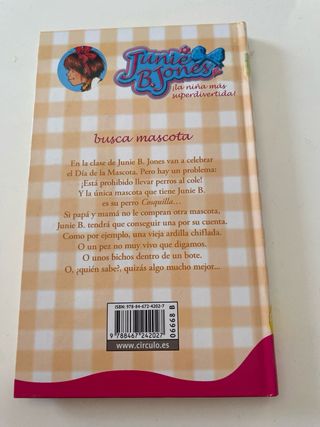 Junie
B. Jones
¡la niña más
superdivertida!
busca mascota
En la clase de Junie B. Jones van a celebrar
el Día de la Mascota. Pero hay un problema:
¡Está prohibido llevar perros al cole!
Y la única mascota que tiene Junie B.
es su perro Cosquilla…
Si papá y mamá no le compran otra mascota,
Junie B. tendrá que conseguir una por su cuenta.
Como por ejemplo, una vieja ardilla chiflada.
O un pez no muy vivo que digamos.
O unos bichos dentro de un bote.
O, ¿quién sabe?, quizás algo mucho mejor...
ISBN: 978-84-672-4202-7
9 788467 242027
06668 B
www.circulo.es